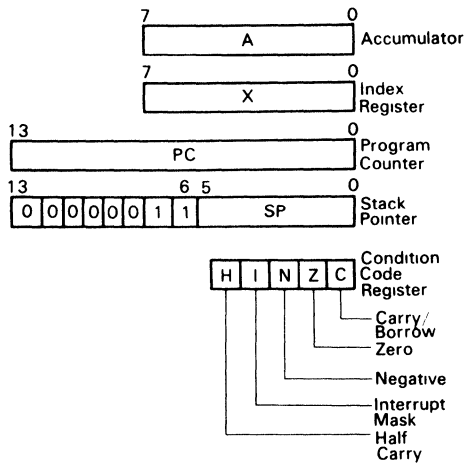 7 0
A Accumulator
7 0
X Index
Register
13 0
PC Program
Counter
13 6 5 0
0 0 0 0 0 0 1 1 SP Stack
Pointer
Condition
Code
Register
H I N Z C
Carry/
Borrow
Zero
Negative
Interrupt
Mask
Half
Carry